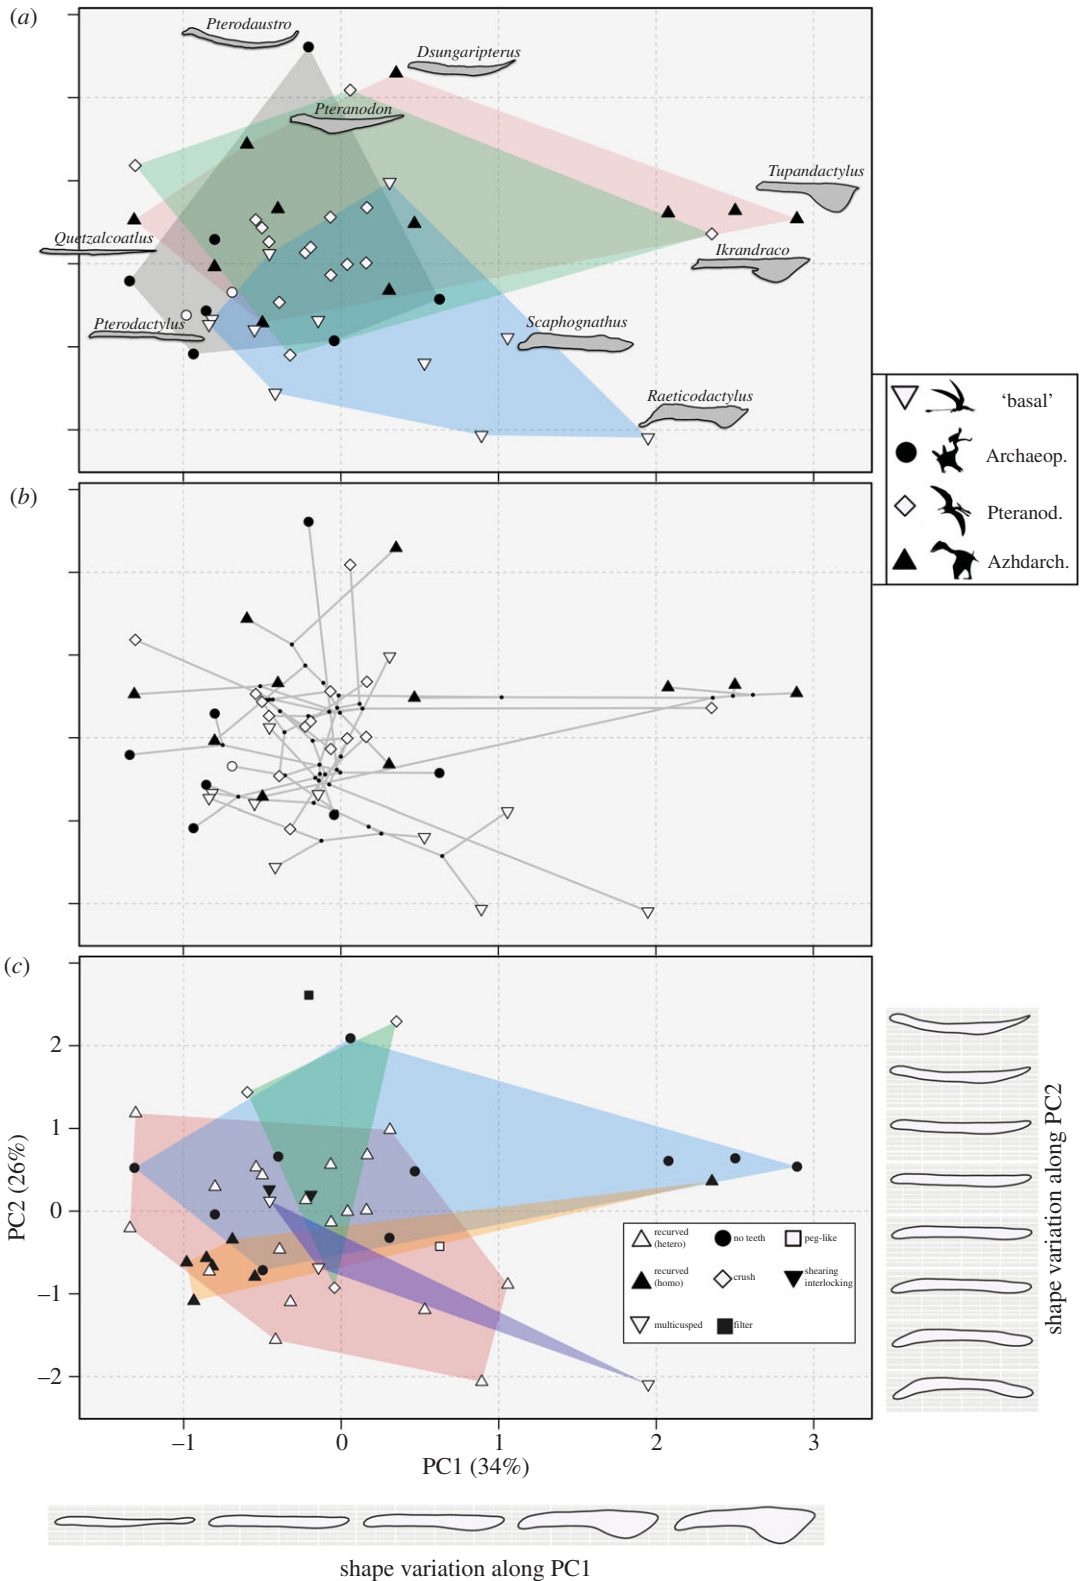 (a)
Pterodaustro
Dsungaripterus
Pteranodon
Tupandactylus
Quetzalcoatlus
Ikrandraco
Pterodactylus
Scaphognathus
Raeticodactylus
‘basal’
Archaeop.
Pteranod.
Azhdarch.
(b)
(c)
2
1
0
–1
–2
PC2 (26%)
recurved (hetero)
no teeth
peg-like
recurved (homo)
crush
shearing interlocking
multicusped
filter
–1
0
1
2
3
PC1 (34%)
shape variation along PC2
shape variation along PC1